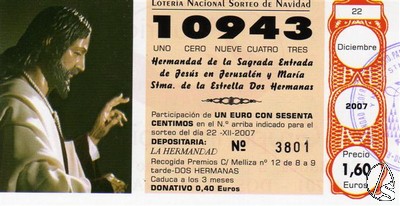 Lotería Nacional Sorteo de Navidad
10943
UNO CERO NUEVE CUATRO TRES
Hermandad de la Sagrada Entrada
de Jesús en Jerusalén y María
Stma. de la Estrella Dos Hermanas
Participación de UN EURO CON SESENTA
CENTIMOS en el N.º arriba indicado para el
sorteo del día 22 -XII-2007
DEPOSITARIA:
LA HERMANDAD
Nº 3801
Recogida Premios C/ Melliza nº 12 de 8 a 9
tarde-DOS HERMANAS
Caduca a los 3 meses
DONATIVO 0,40 Euros
22
Diciembre
2007
Precio
1,60
Euros